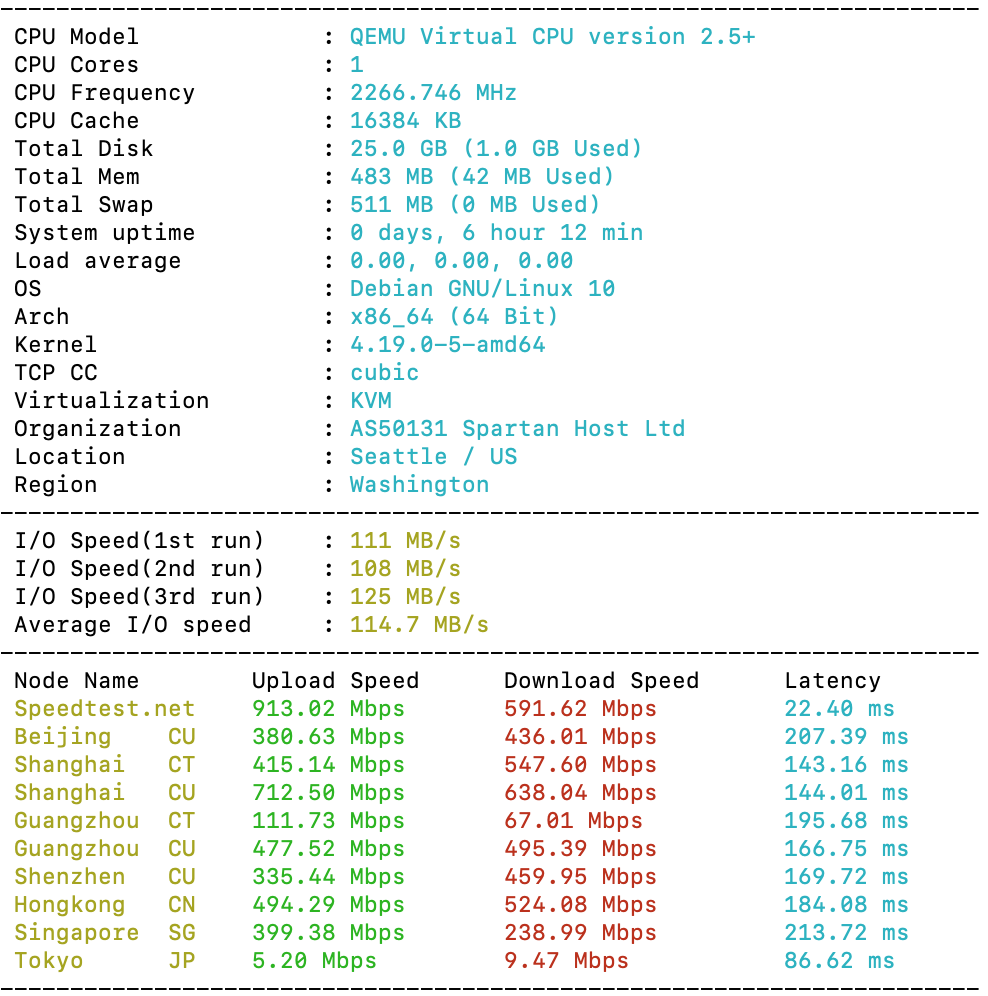 CPU Model : QEMU Virtual CPU version 2.5+
CPU Cores : 1
CPU Frequency : 2266.746 MHz
CPU Cache : 16384 KB
Total Disk : 25.0 GB (1.0 GB Used)
Total Mem : 483 MB (42 MB Used)
Total Swap : 511 MB (0 MB Used)
System uptime : 0 days, 6 hour 12 min
Load average : 0.00, 0.00, 0.00
OS : Debian GNU/Linux 10
Arch : x86_64 (64 Bit)
Kernel : 4.19.0-5-amd64
TCP CC : cubic
Virtualization : KVM
Organization : AS50131 Spartan Host Ltd
Location : Seattle / US
Region : Washington
I/O Speed(1st run) : 111 MB/s
I/O Speed(2nd run) : 108 MB/s
I/O Speed(3rd run) : 125 MB/s
Average I/O speed : 114.7 MB/s
Node Name Upload Speed Download Speed Latency
Speedtest.net 913.02 Mbps 591.62 Mbps 22.40 ms
Beijing CU 380.63 Mbps 436.01 Mbps 207.39 ms
Shanghai CT 415.14 Mbps 547.60 Mbps 143.16 ms
Shanghai CU 712.50 Mbps 638.04 Mbps 144.01 ms
Guangzhou CT 111.73 Mbps 67.01 Mbps 195.68 ms
Guangzhou CU 477.52 Mbps 495.39 Mbps 166.75 ms
Shenzhen CU 335.44 Mbps 459.95 Mbps 169.72 ms
Hongkong CN 494.29 Mbps 524.08 Mbps 184.08 ms
Singapore SG 399.38 Mbps 238.99 Mbps 213.72 ms
Tokyo JP 5.20 Mbps 9.47 Mbps 86.62 ms